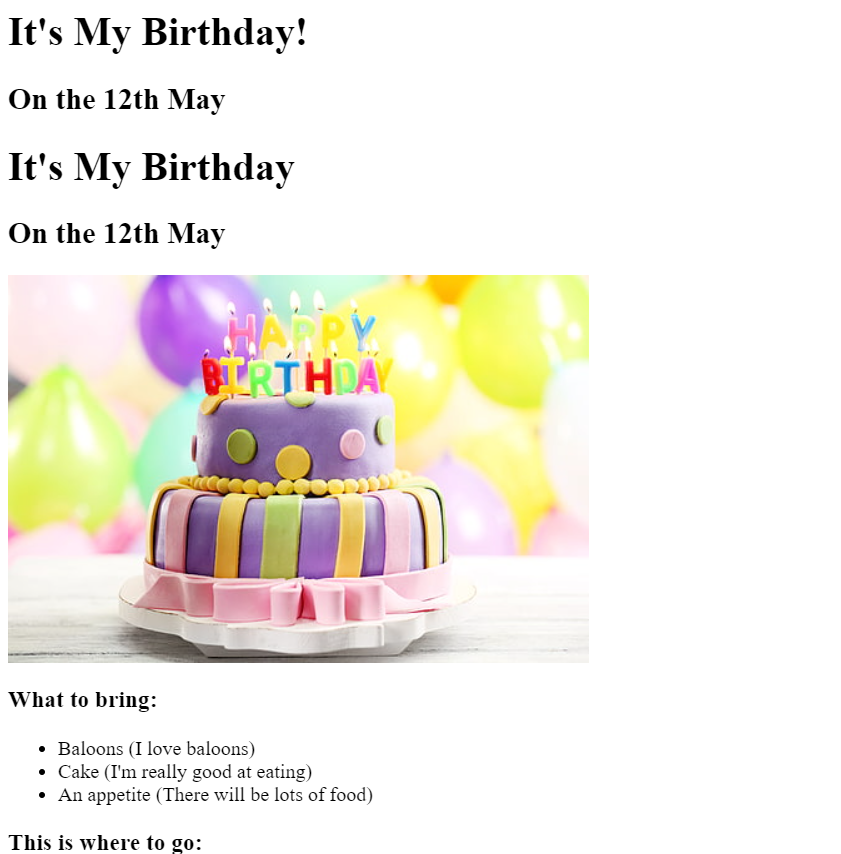 It's My Birthday!
On the 12th May
It's My Birthday
On the 12th May
HAPPY
BIRTHDAY
What to bring:
Baloons (I love baloons)
Cake (I'm really good at eating)
An appetite (There will be lots of food)
This is where to go: